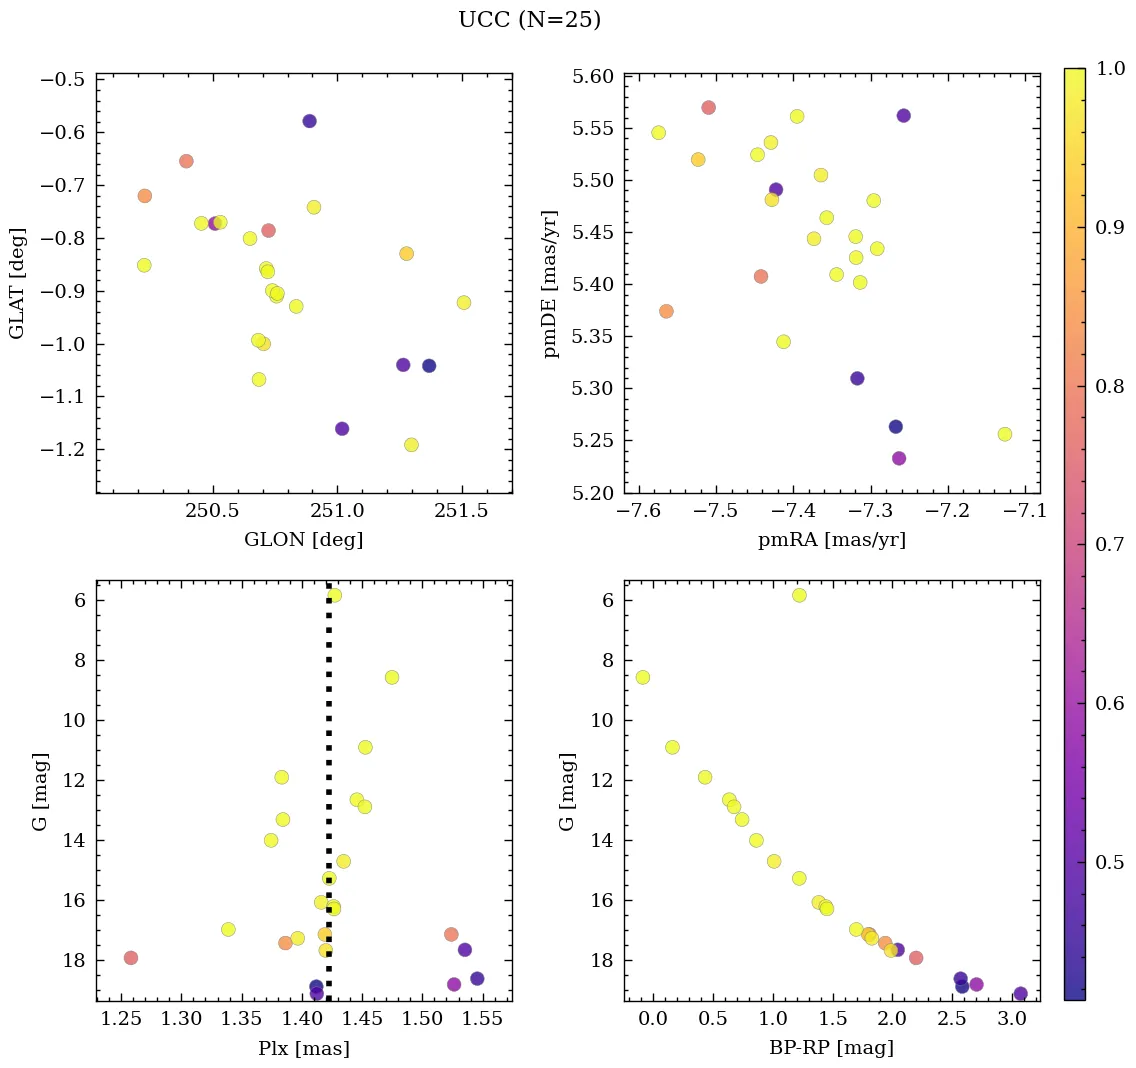 UCC (N=25)
−0.5
−0.6
−0.7
−0.8
−0.9
−1.0
−1.1
−1.2
GLAT [deg]
250.5 251.0 251.5
GLON [deg]
5.60
5.55
5.50
5.45
5.40
5.35
5.30
5.25
5.20
pmDE [mas/yr]
−7.6 −7.5 −7.4 −7.3 −7.2 −7.1
pmRA [mas/yr]
6
8
10
12
14
16
18
G [mag]
1.25 1.30 1.35 1.40 1.45 1.50 1.55
Plx [mas]
6
8
10
12
14
16
18
G [mag]
0.0 0.5 1.0 1.5 2.0 2.5 3.0
BP-RP [mag]
1.0
0.9
0.8
0.7
0.6
0.5